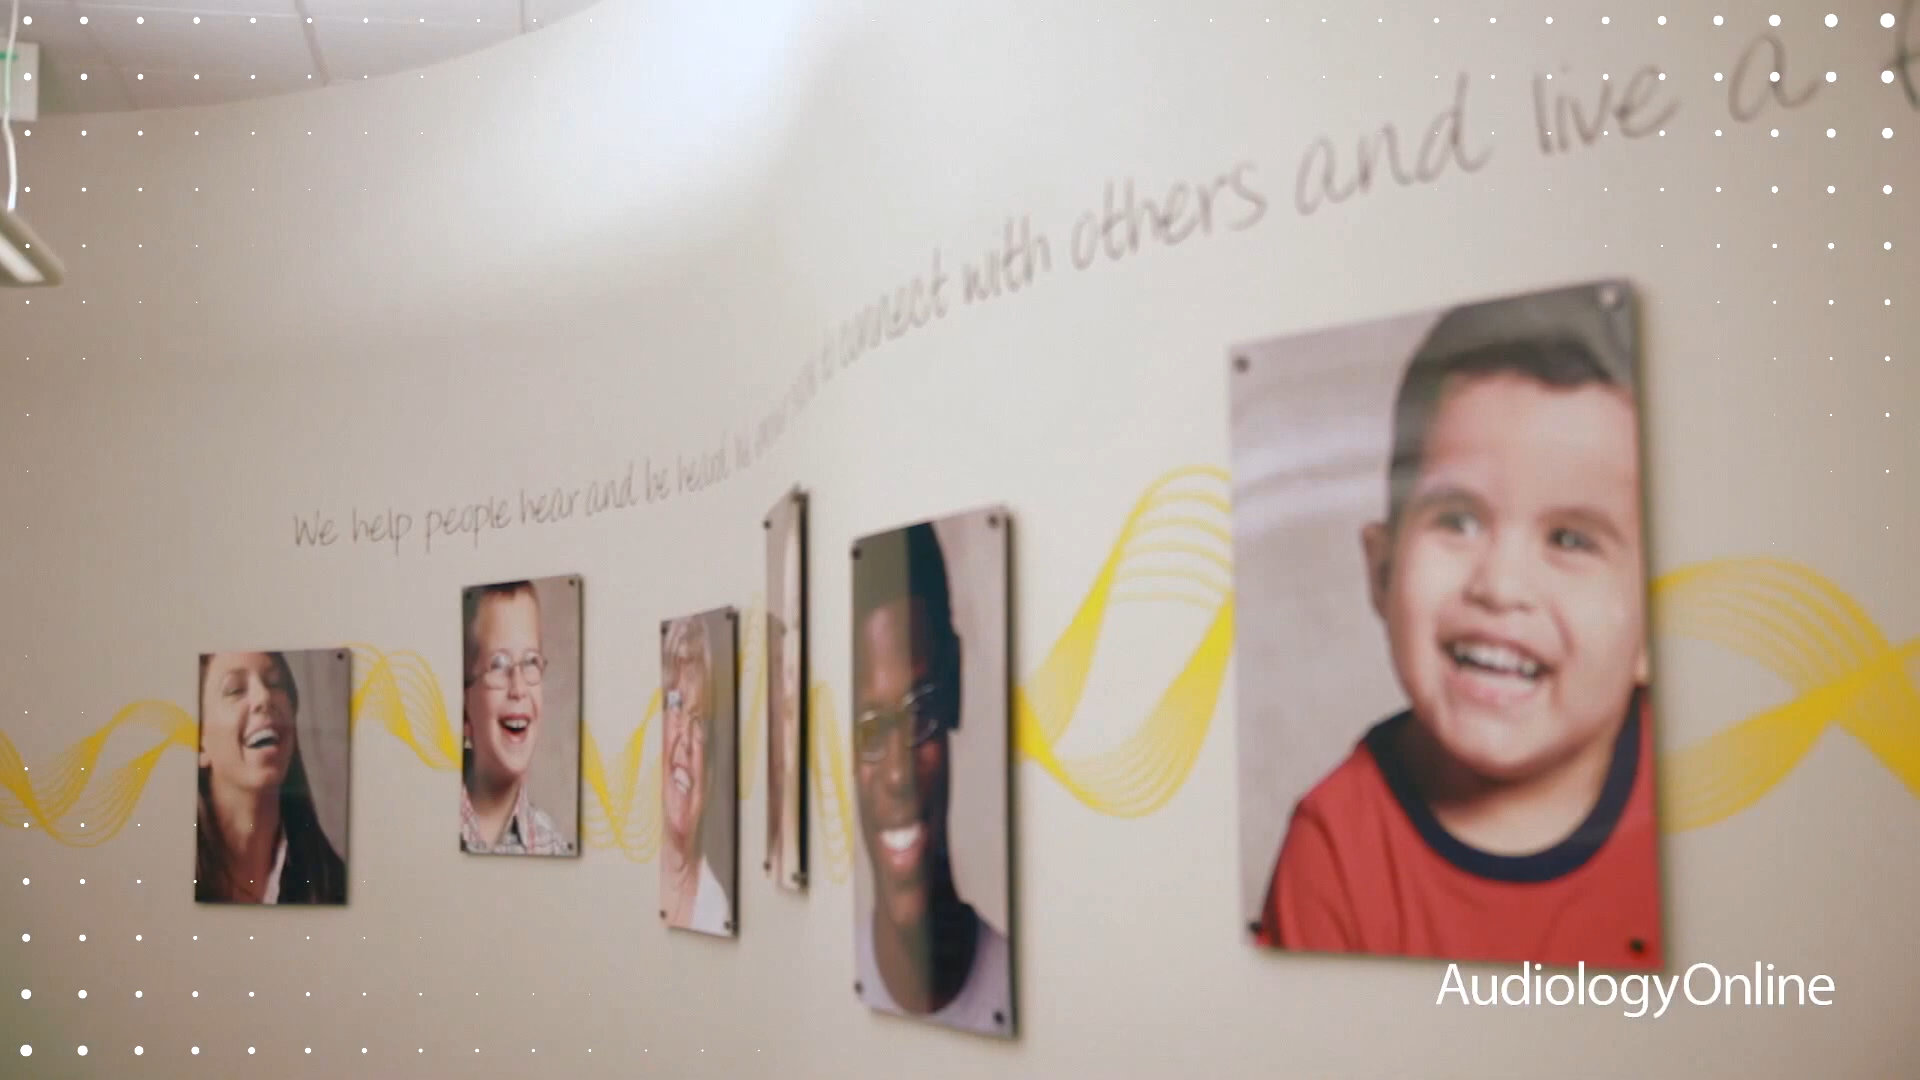 We help people hear and be heard, connect with others and live a
AudiologyOnline